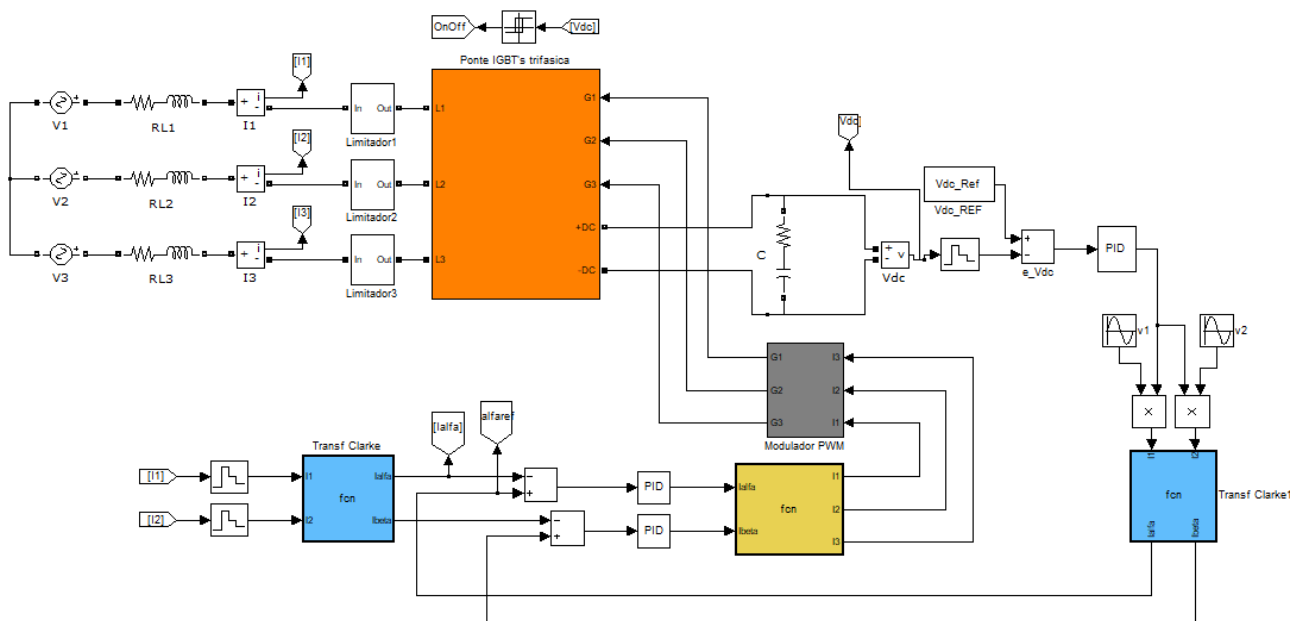 OnOff
[Vdc]
Ponte IGBT's trifasica
[I1]
V1
RL1
+ i -
I1
In Out
Limitador1
L1
G1
[I2]
V2
RL2
+ i -
I2
In Out
Limitador2
L2
G2
[I3]
V3
RL3
+ i -
I3
In Out
Limitador3
L3
G3
+DC
-DC
C
Vdc]
+ - v
Vdc
Vdc_Ref
Vdc_REF
+ -
e_Vdc
PID
v1
v2
×
×
G1 I3
G2 I2
G3 I1
Modulador PWM
[Ialfa]
alfaref
Transf Clarke
[I1]
[I2]
I1 Ialfa
fcn
I2 Ibeta
- +
- +
PID
PID
Ialfa I1
fcn I2
Ibeta I3
I1 I2
fcn
Ialfa Ibeta
Transf Clarke1